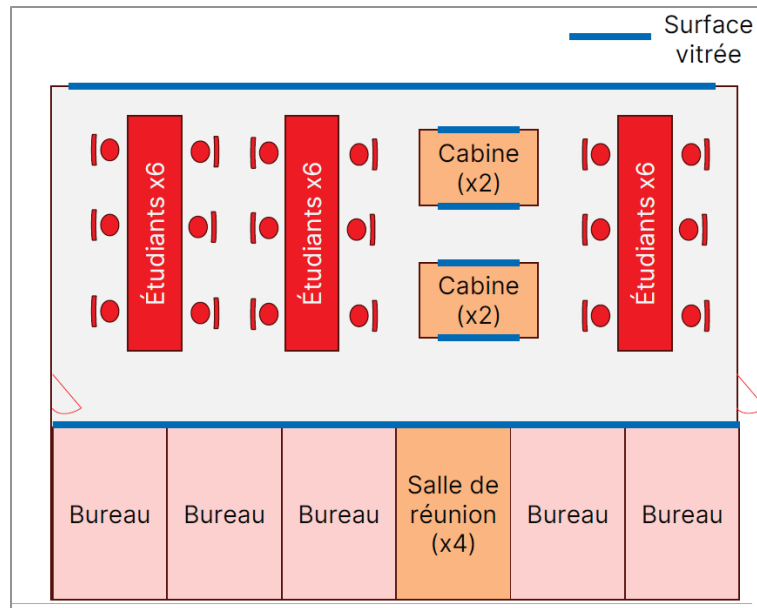 Surface
vitrée
Étudiants x6
Étudiants x6
Cabine
(x2)
Cabine
(x2)
Étudiants x6
Bureau
Bureau
Bureau
Salle de
réunion
(x4)
Bureau
Bureau